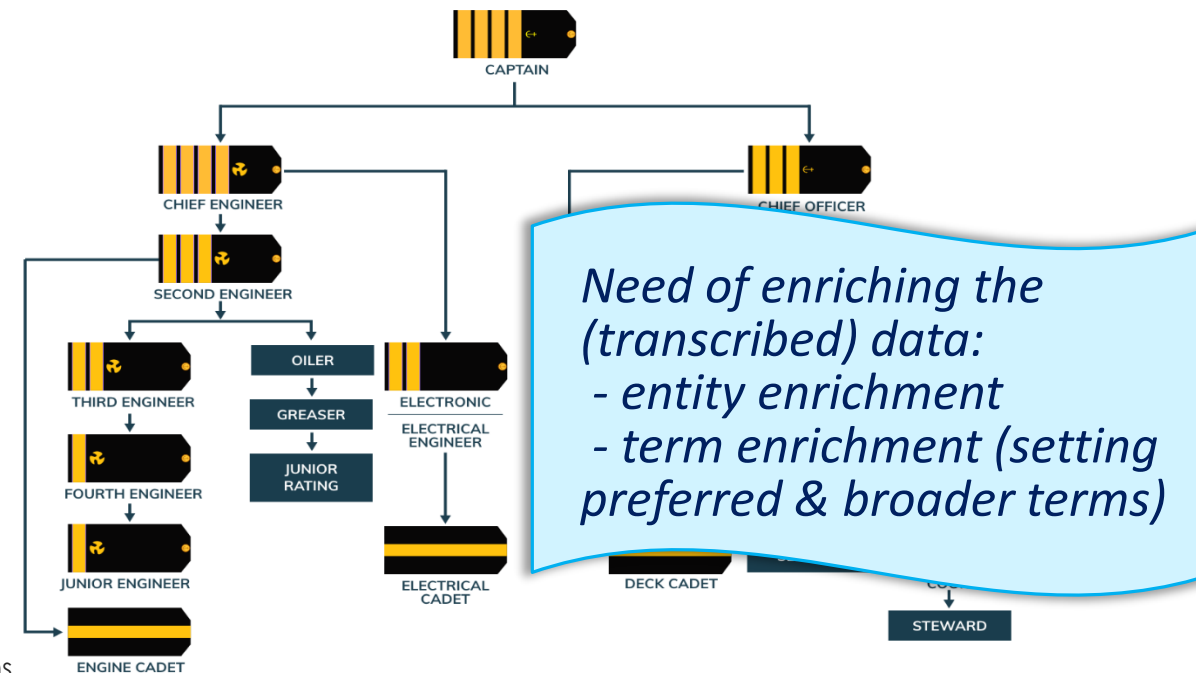 CAPTAIN
CHIEF ENGINEER
CHIEF OFFICER
SECOND ENGINEER
Need of enriching the
(transcribed) data:
- entity enrichment
- term enrichment (setting
preferred & broader terms)
THIRD ENGINEER
OILER
GREASER
JUNIOR
RATING
ELECTRONIC
ELECTRICAL
ENGINEER
FOURTH ENGINEER
JUNIOR ENGINEER
ELECTRICAL
CADET
DECK CADET
STEWARD
ENGINE CADET